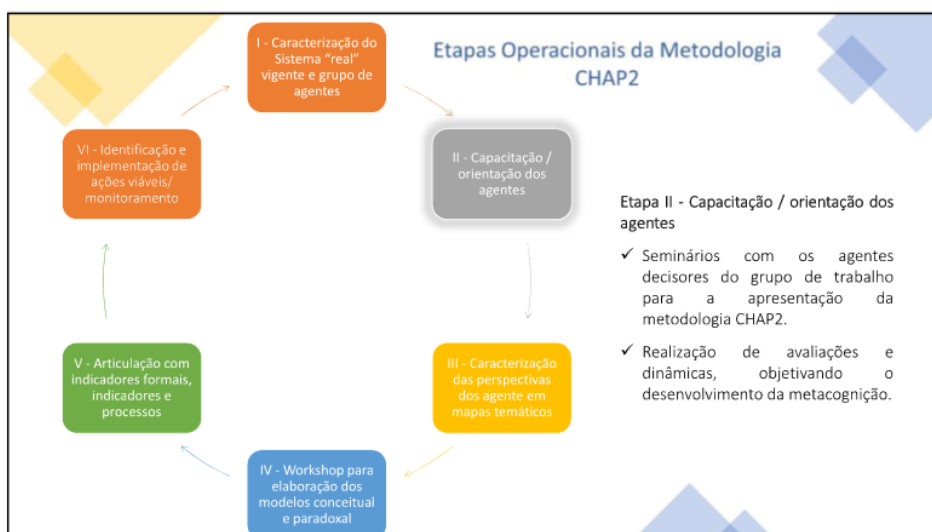 Etapas Operacionais da Metodologia
CHAP2
I - Caracterização do
Sistema “real”
vigente e grupo de
agentes
II - Capacitação /
orientação dos
agentes
III - Caracterização
das perspectivas
dos agente em
mapas temáticos
IV - Workshop para
elaboração dos
modelos conceitual
e paradoxal
V - Articulação com
indicadores formais,
indicadores e
processos
VI - Identificação e
implementação de
ações viáveis/
monitoramento
Etapa II - Capacitação / orientação dos
agentes
✓ Seminários com os agentes
decisores do grupo de trabalho
para a apresentação da
metodologia CHAP2.
✓ Realização de avaliações e
dinâmicas, objetivando o
desenvolvimento da metacognição.